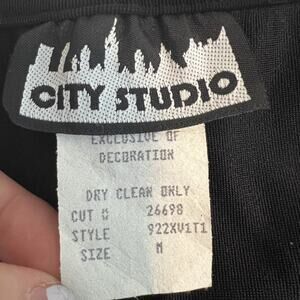 CITY STUDIO
EXCLUSIVE OF
DECORATION
DRY CLEAN ONLY
CUT # 26698
STYLE 922XV1T1
SIZE M